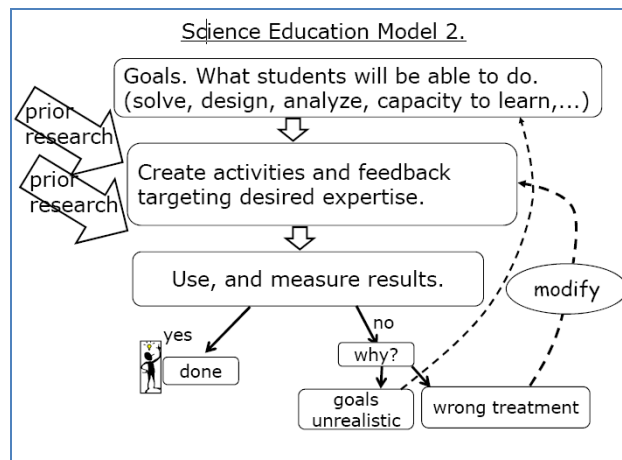 Science Education Model 2.
Goals. What students will be able to do.
(solve, design, analyze, capacity to learn,...)
prior
research
prior
research
Create activities and feedback
targeting desired expertise.
Use, and measure results.
modify
yes
no
done
why?
goals
unrealistic
wrong treatment